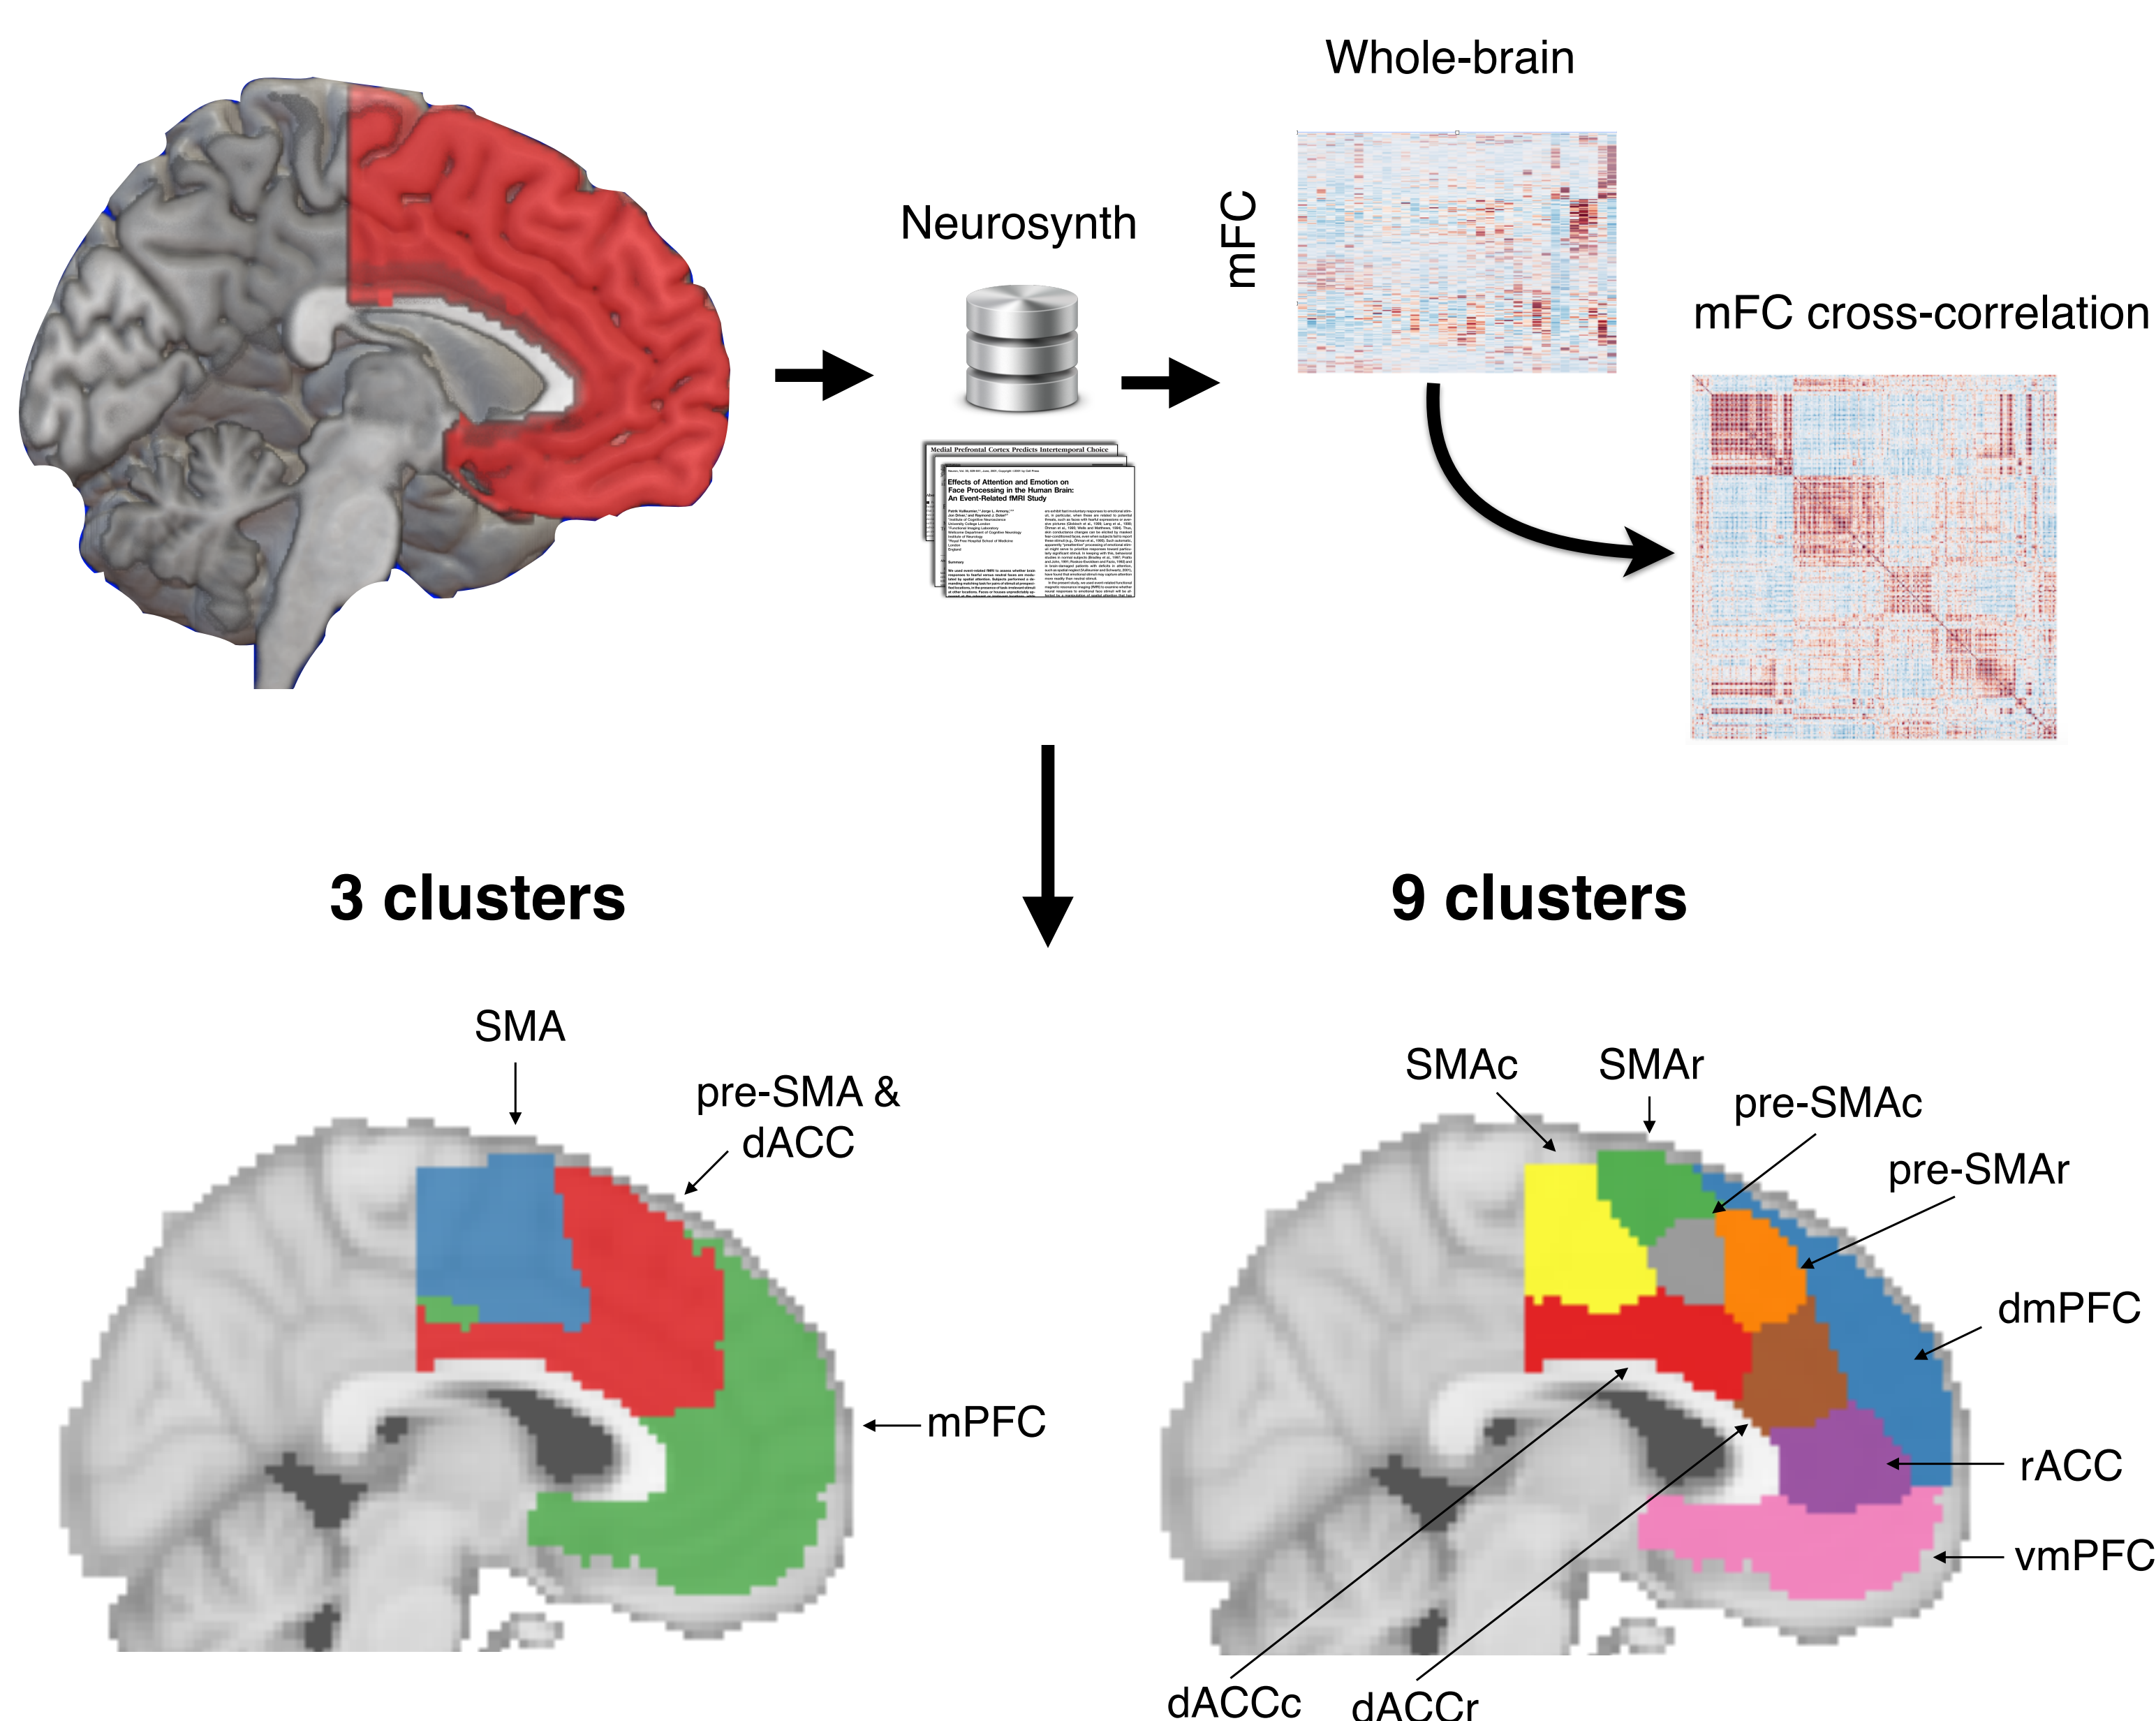 Whole-brain
Neurosynth
mFC
mFC cross-correlation
Medial Prefrontal Cortex Predicts Intertemporal Choice
Effects of Attention and Emotion on
Face Processing in the Human Brain:
An Event-Related fMRI Study
Summary
3 clusters
9 clusters
SMA
pre-SMA &
dACC
mPFC
SMAc
SMAr
pre-SMAc
pre-SMAr
dmPFC
rACC
vmPFC
dACCc
dACCr